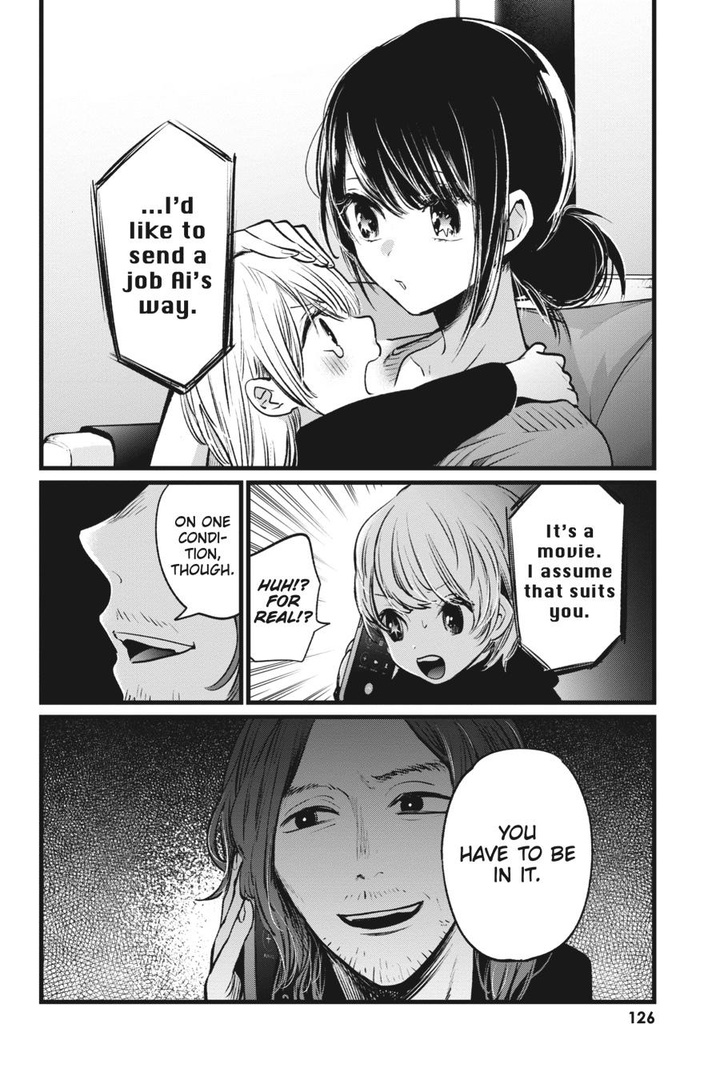 ...I'd
like to
send a
job Ai's
way.
It's a
movie.
I assume
that suits
you.
HUH!?
FOR
REAL!?
ON ONE
CONDI-
TION,
THOUGH.
YOU
HAVE TO BE
IN IT.
126